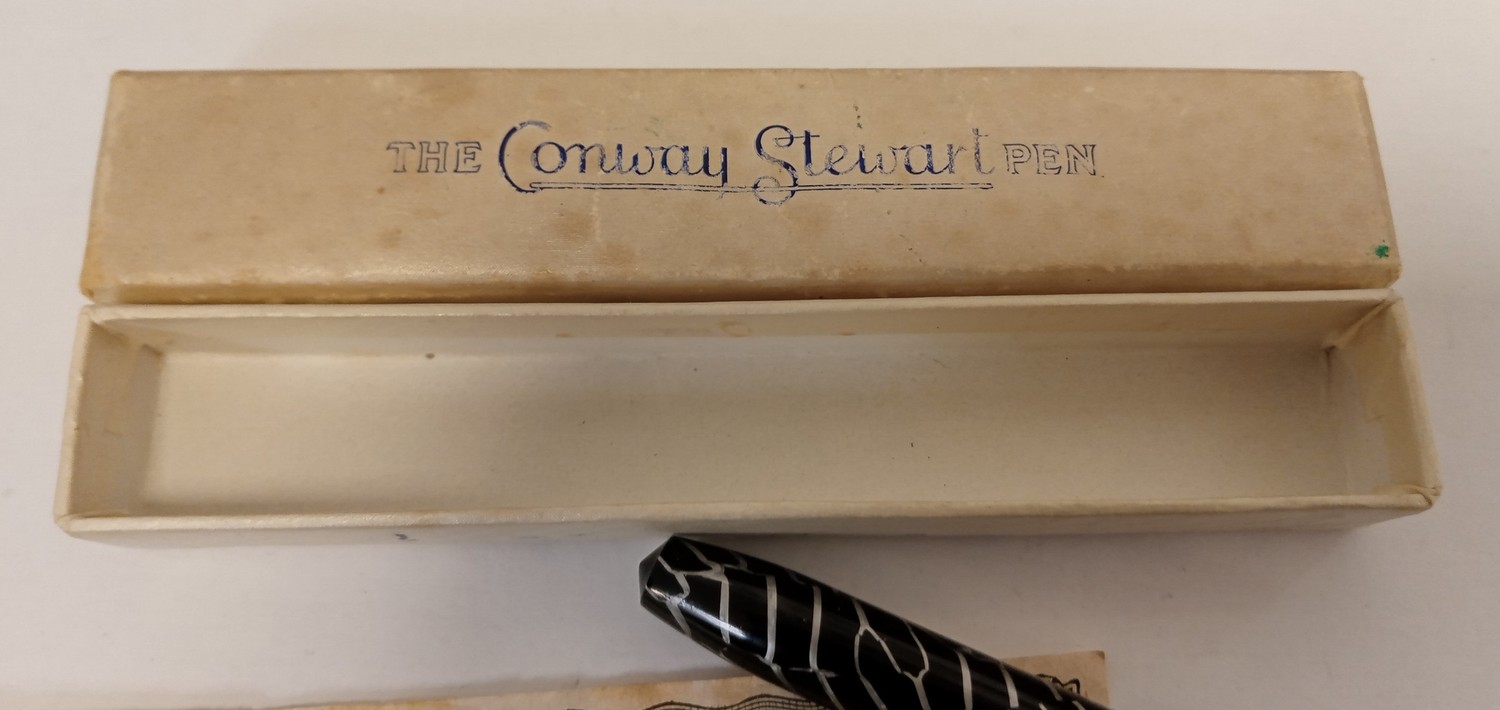 THE Conway Stewart PEN